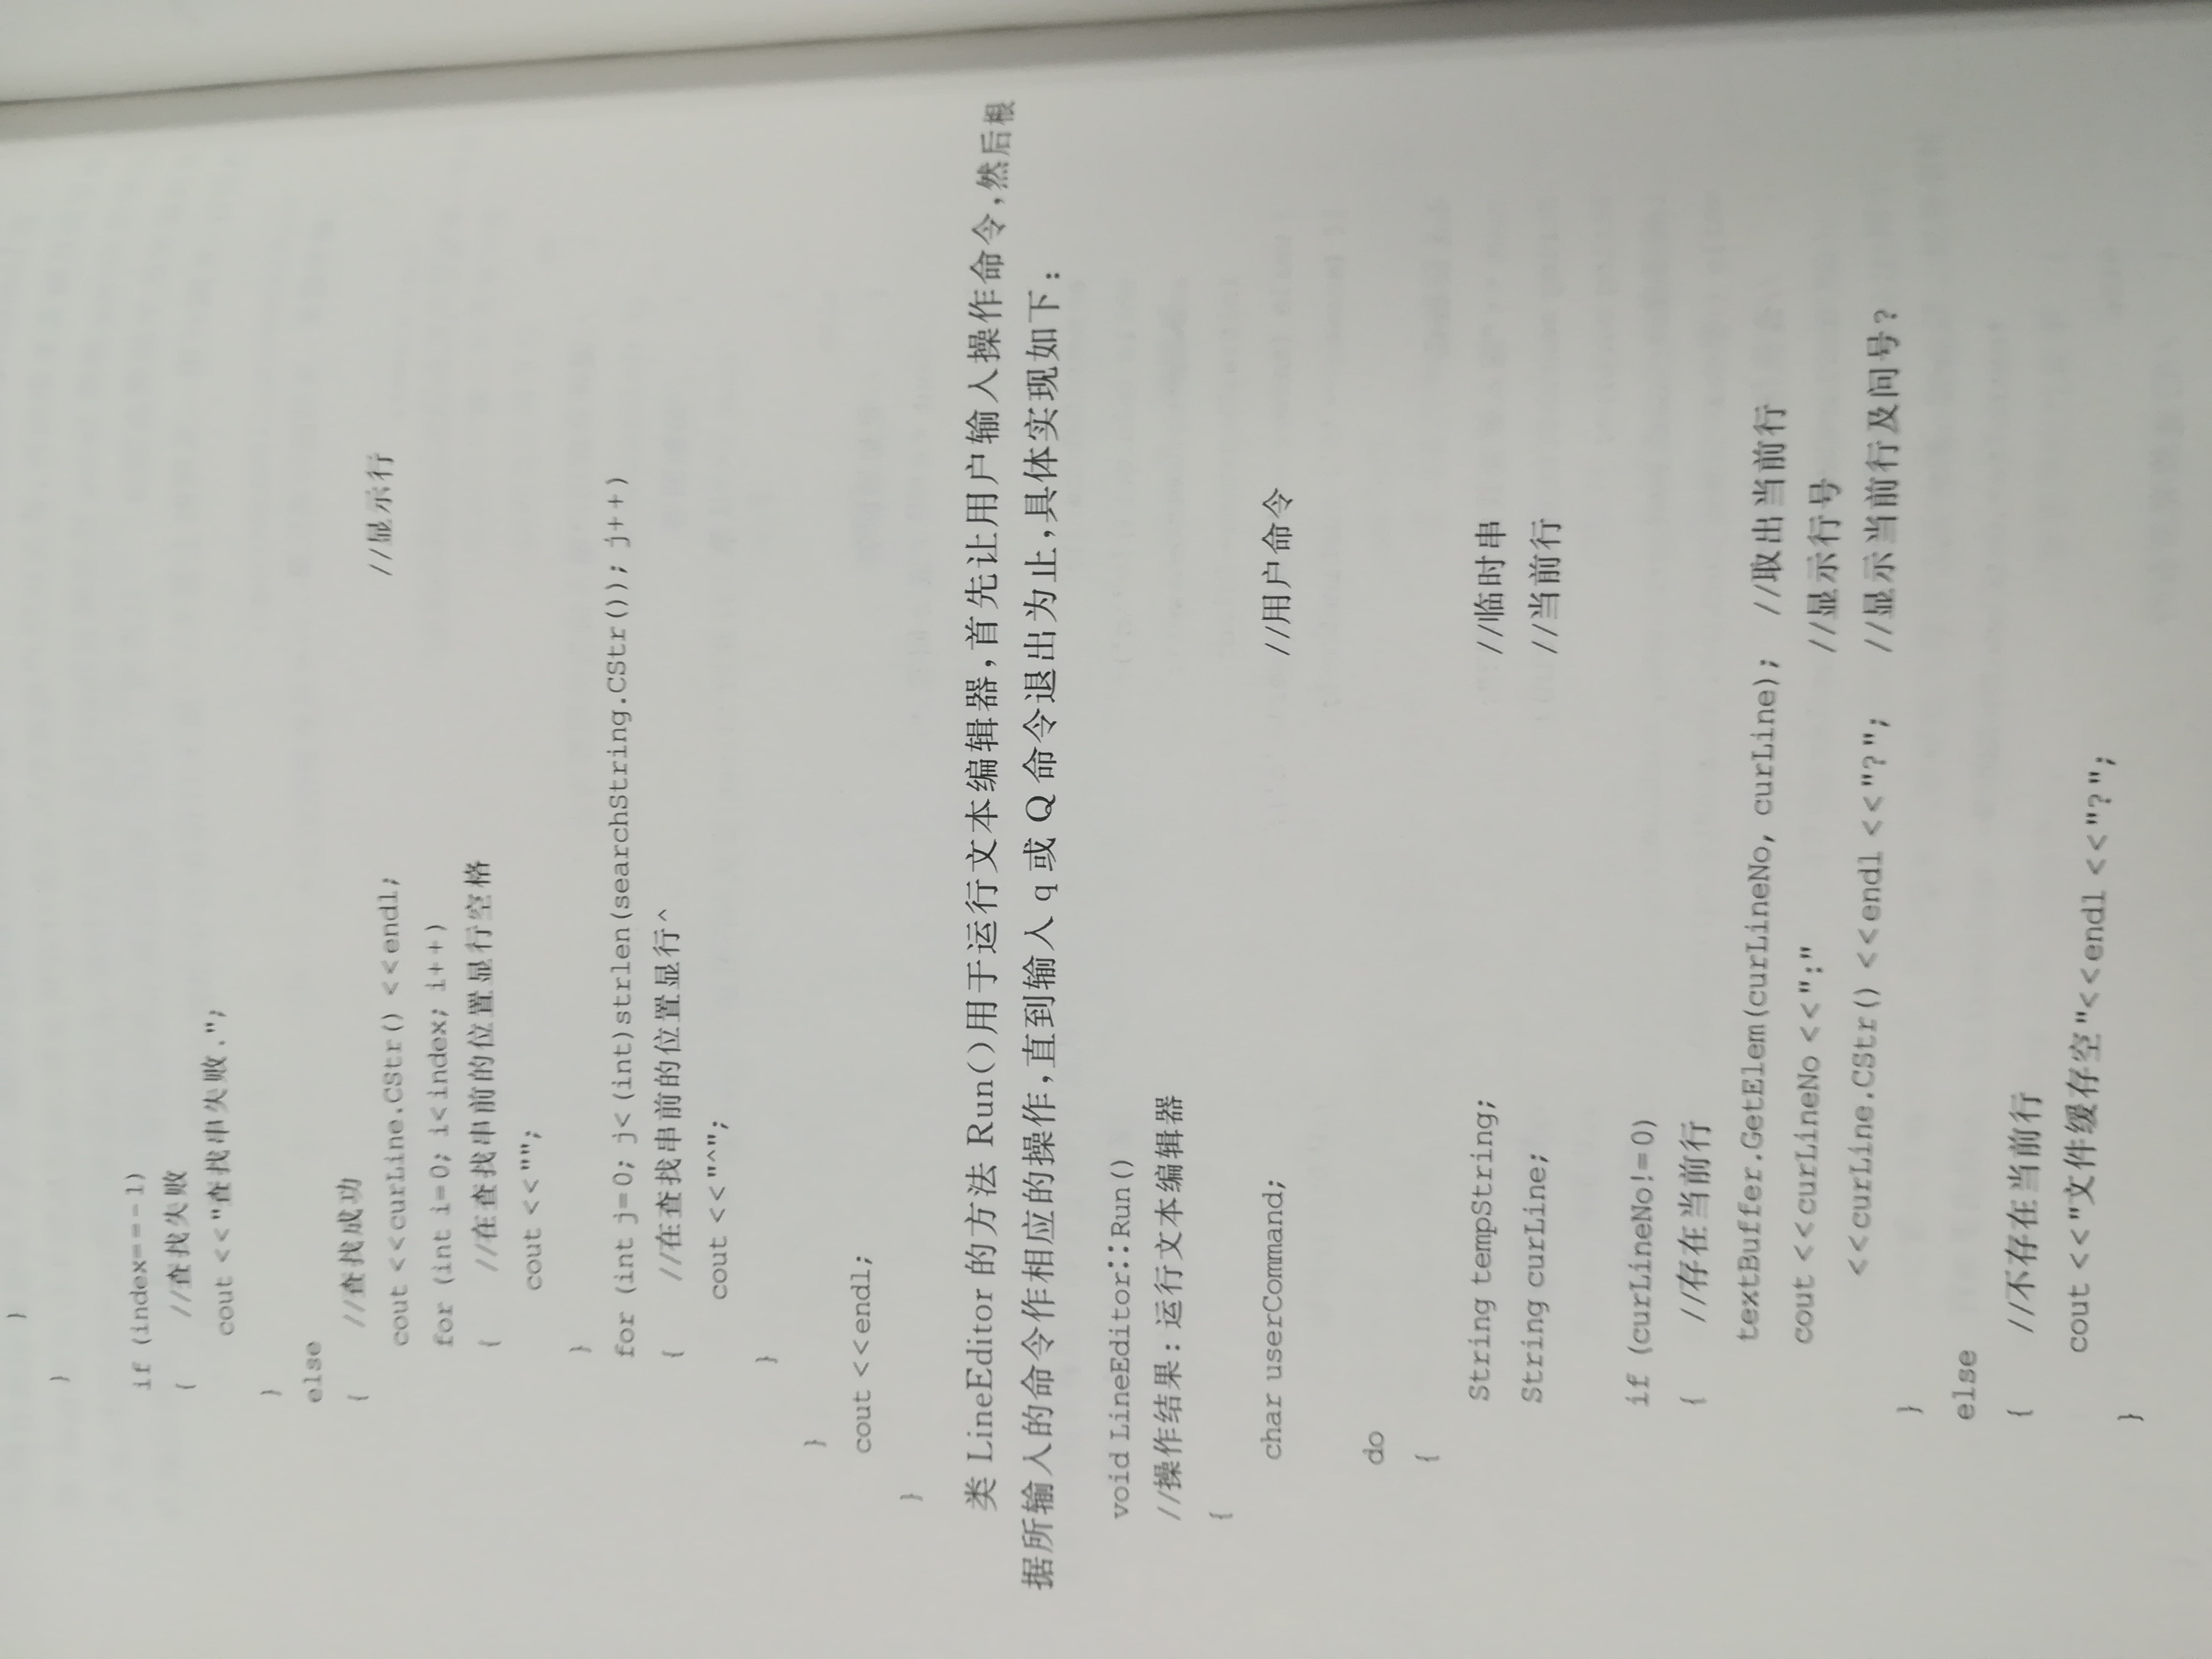 }
}
if (index==-1)
{ //查找失败
cout <<"查找串失败.";
}
else
{ //查找成功
cout <<curLine.CStr() <<endl; //显示行
for (int i=0; i<index; i++)
{ //在查找串前的位置显行空格
cout <<"";
}
for (int j=0; j<(int)strlen(searchString.CStr()); j++)
{ //在查找串前的位置显行^
cout <<"^";
}
}
cout <<endl;
}
类 LineEditor 的方法 Run()用于运行文本编辑器,首先让用户输入操作命令,然后根
据所输入的命令作相应的操作,直到输入 q 或 Q 命令退出为止,具体实现如下:
void LineEditor::Run()
//操作结果: 运行文本编辑器
{
char userCommand; //用户命令
do
{
String tempString; //临时串
String curLine; //当前行
if (curLineNo!=0)
{ //存在当前行
textBuffer.GetElem(curLineNo, curLine); //取出当前行
cout <<curLineNo <<":" //显示行号
<<curLine.CStr() <<endl <<"?"; //显示当前行及问号?
}
else
{ //不存在当前行
cout <<"文件缓存空"<<endl <<"?";
}